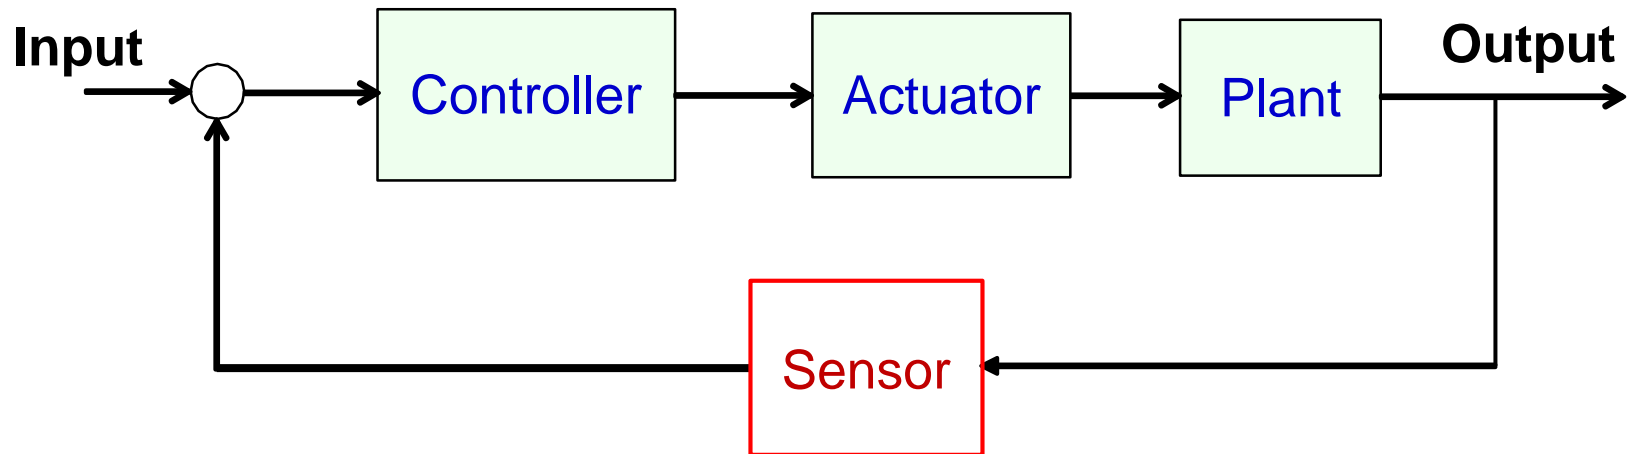 Input
Output
Controller
Actuator
Plant
Sensor